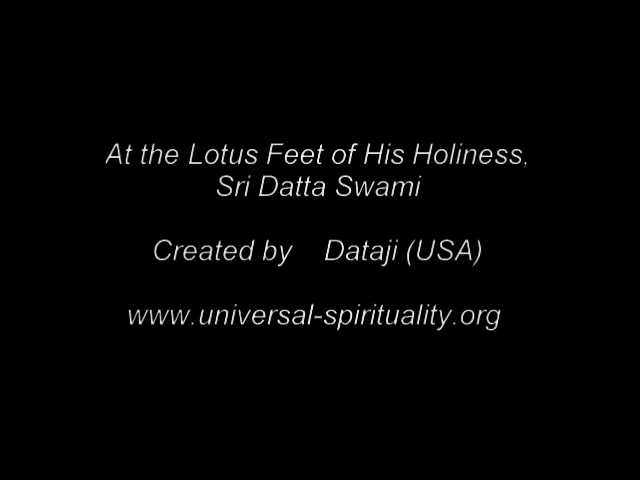 At the Lotus Feet of His Holiness,
Sri Datta Swami
Created by Dataji (USA)
www.universal-spirituality.org